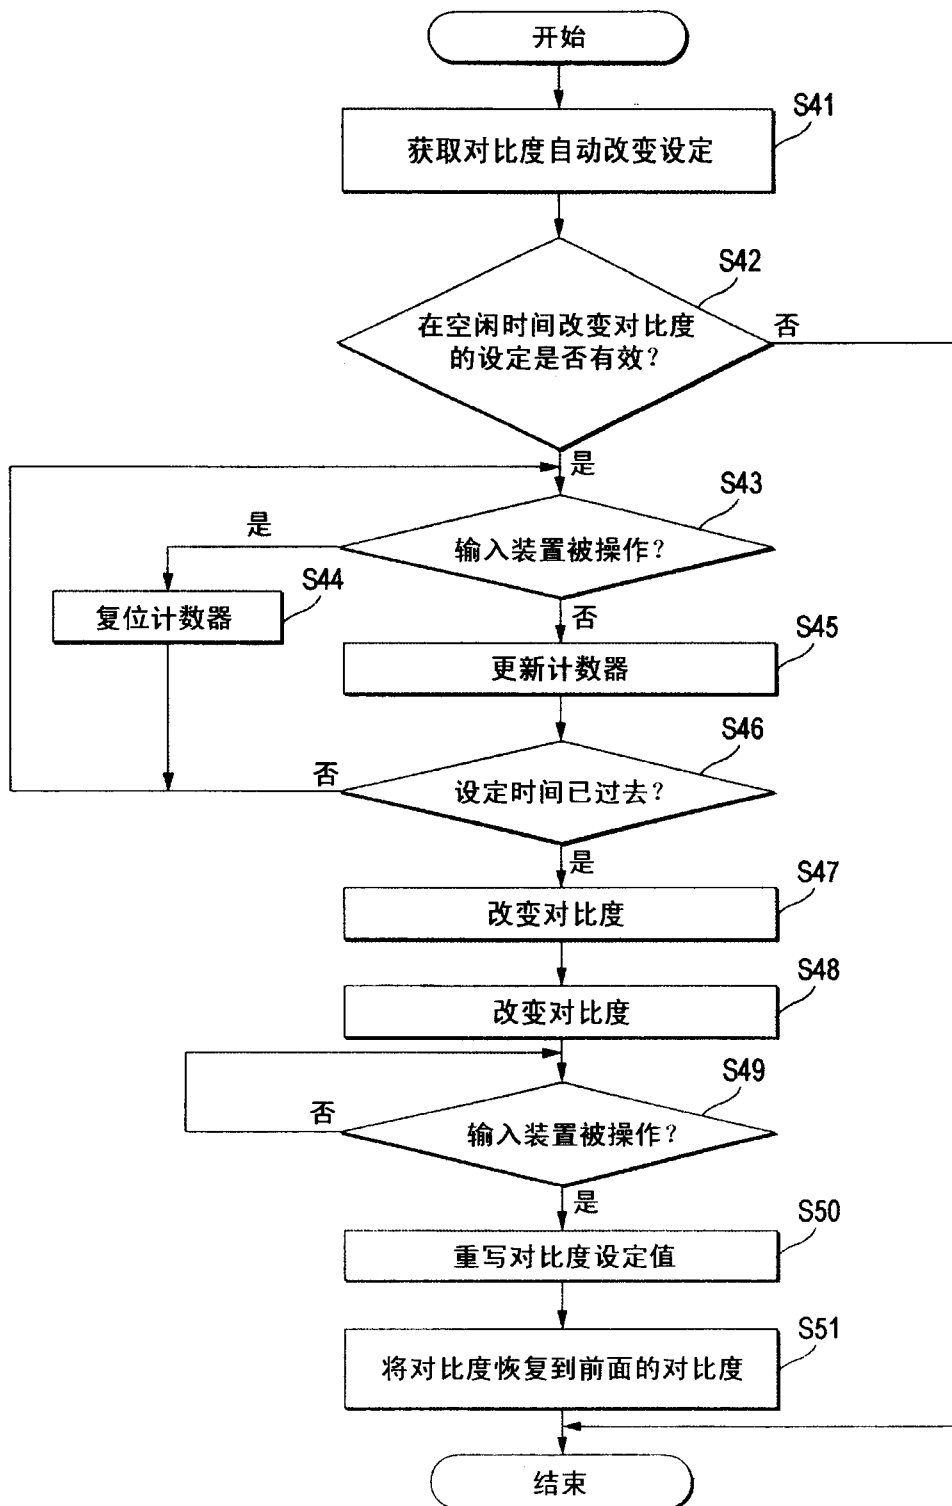 开始
S41
获取对比度自动改变设定
S42
在空闲时间改变对比度
的设定是否有效?
否
是
S43
是
输入装置被操作?
S44
复位计数器
否
S45
更新计数器
S46
否
设定时间已过去?
是
S47
改变对比度
S48
改变对比度
S49
否
输入装置被操作?
是
S50
重写对比度设定值
S51
将对比度恢复到前面的对比度
结束